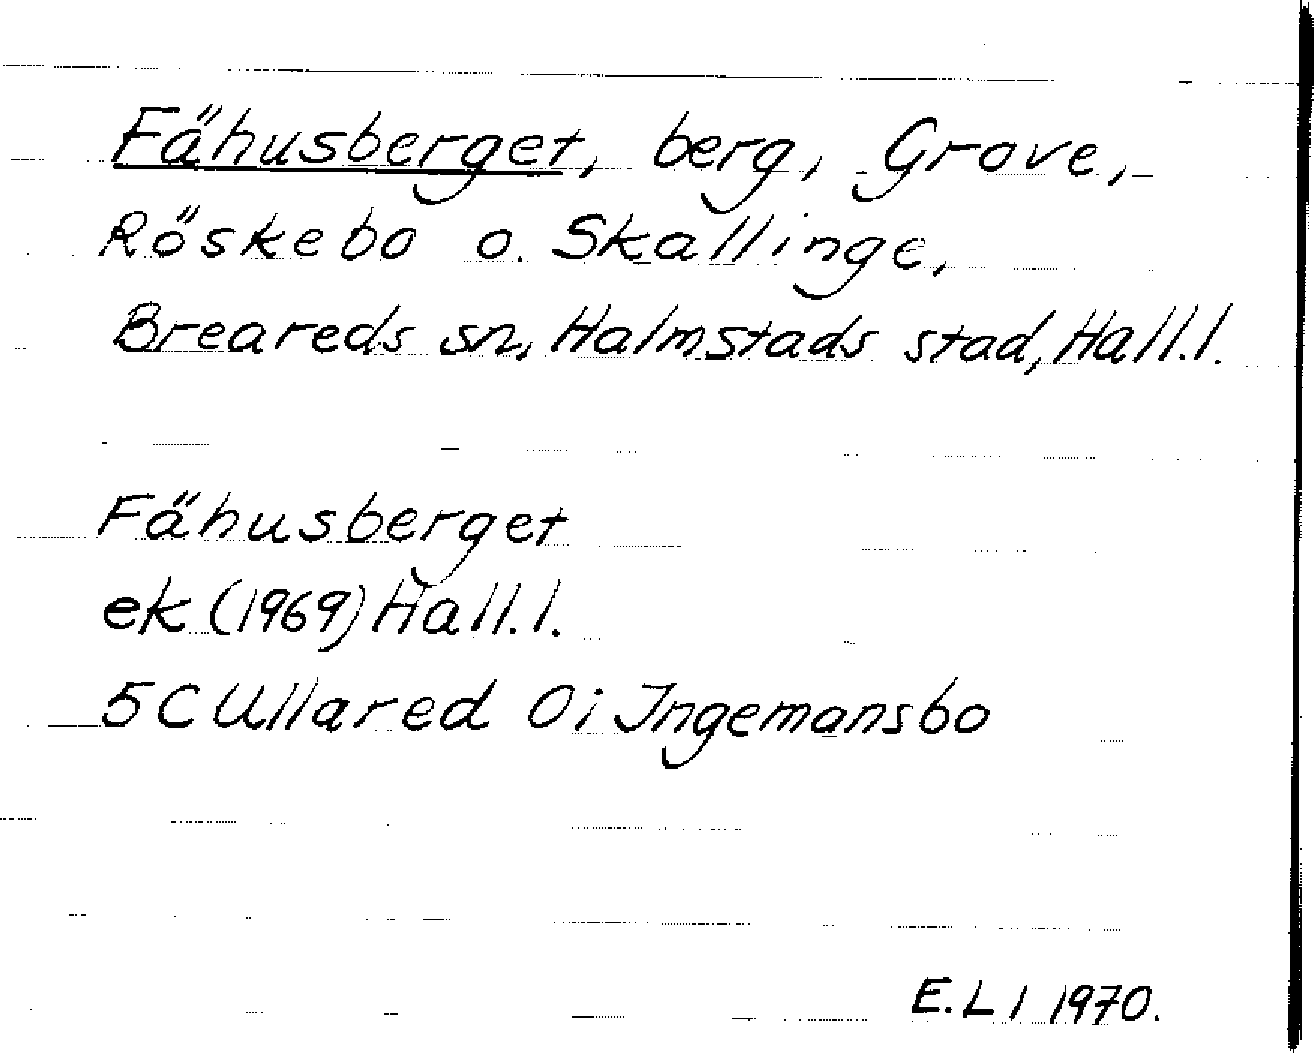 Fähusberget, berg, Grove,
Röskebo o. Skallinge,
Breareds sn, Halmstads stad, Hall.l.
Fähusberget
ek (1969) Hall.l.
5C Ullared 0i Ingemansbo
E.L 1 1970.